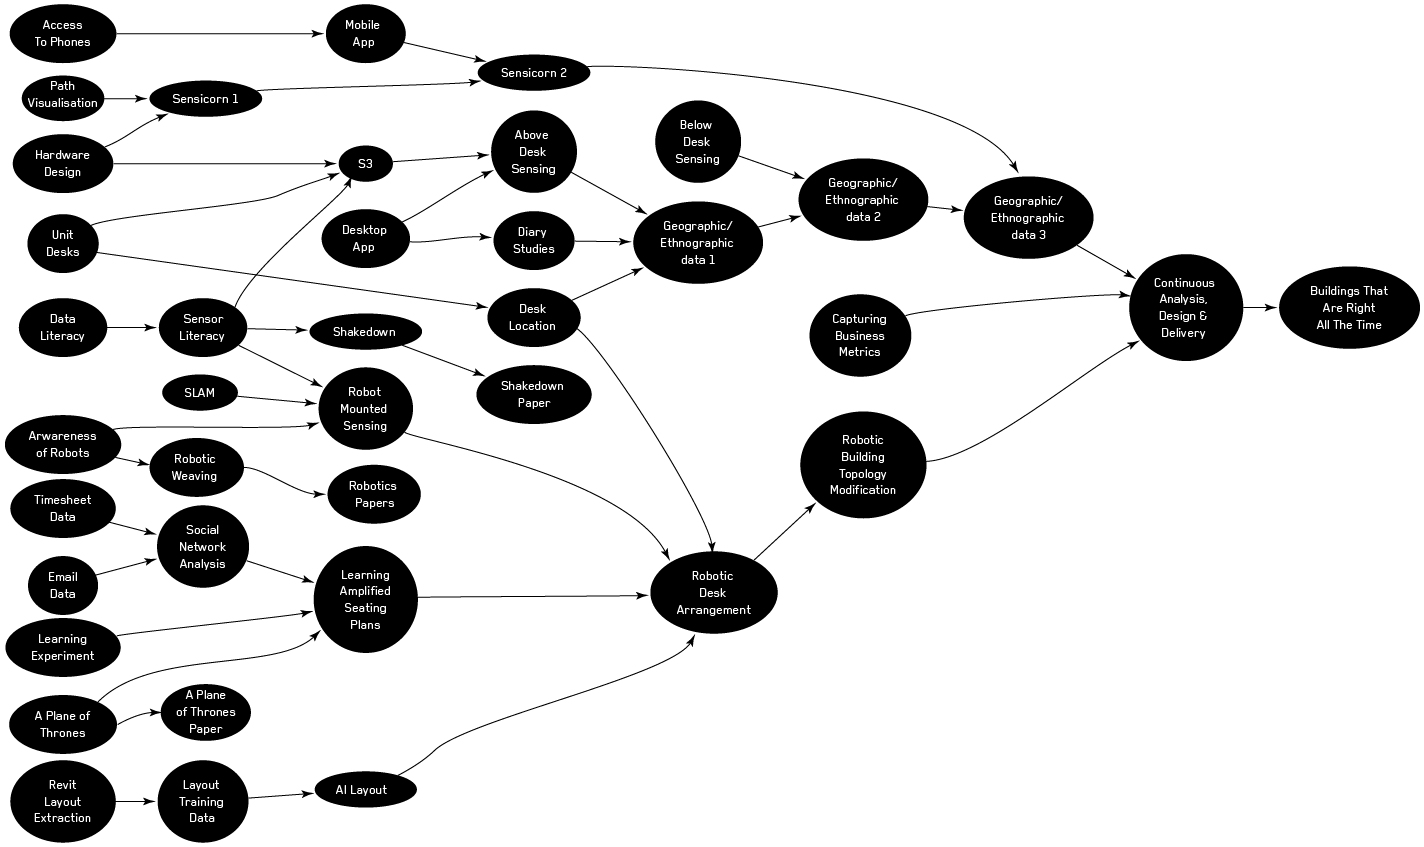 Access
To Phones
Mobile
App
Path
Visualisation
Sensicorn 1
Sensicorn 2
Hardware
Design
S3
Above
Desk
Sensing
Below
Desk
Sensing
Unit
Desks
Desktop
App
Diary
Studies
Geographic/
Ethnographic
data 1
Geographic/
Ethnographic
data 2
Geographic/
Ethnographic
data 3
Data
Literacy
Sensor
Literacy
Shakedown
Desk
Location
Capturing
Business
Metrics
Continuous
Analysis,
Design &
Delivery
Buildings That
Are Right
All The Time
SLAM
Robot
Mounted
Sensing
Shakedown
Paper
Arwareness
of Robots
Robotic
Weaving
Robotics
Papers
Robotic
Building
Topology
Modification
Timesheet
Data
Social
Network
Analysis
Email
Data
Learning
Amplified
Seating
Plans
Robotic
Desk
Arrangement
Learning
Experiment
A Plane of
Thrones
A Plane
of Thrones
Paper
Revit
Layout
Extraction
Layout
Training
Data
AI Layout